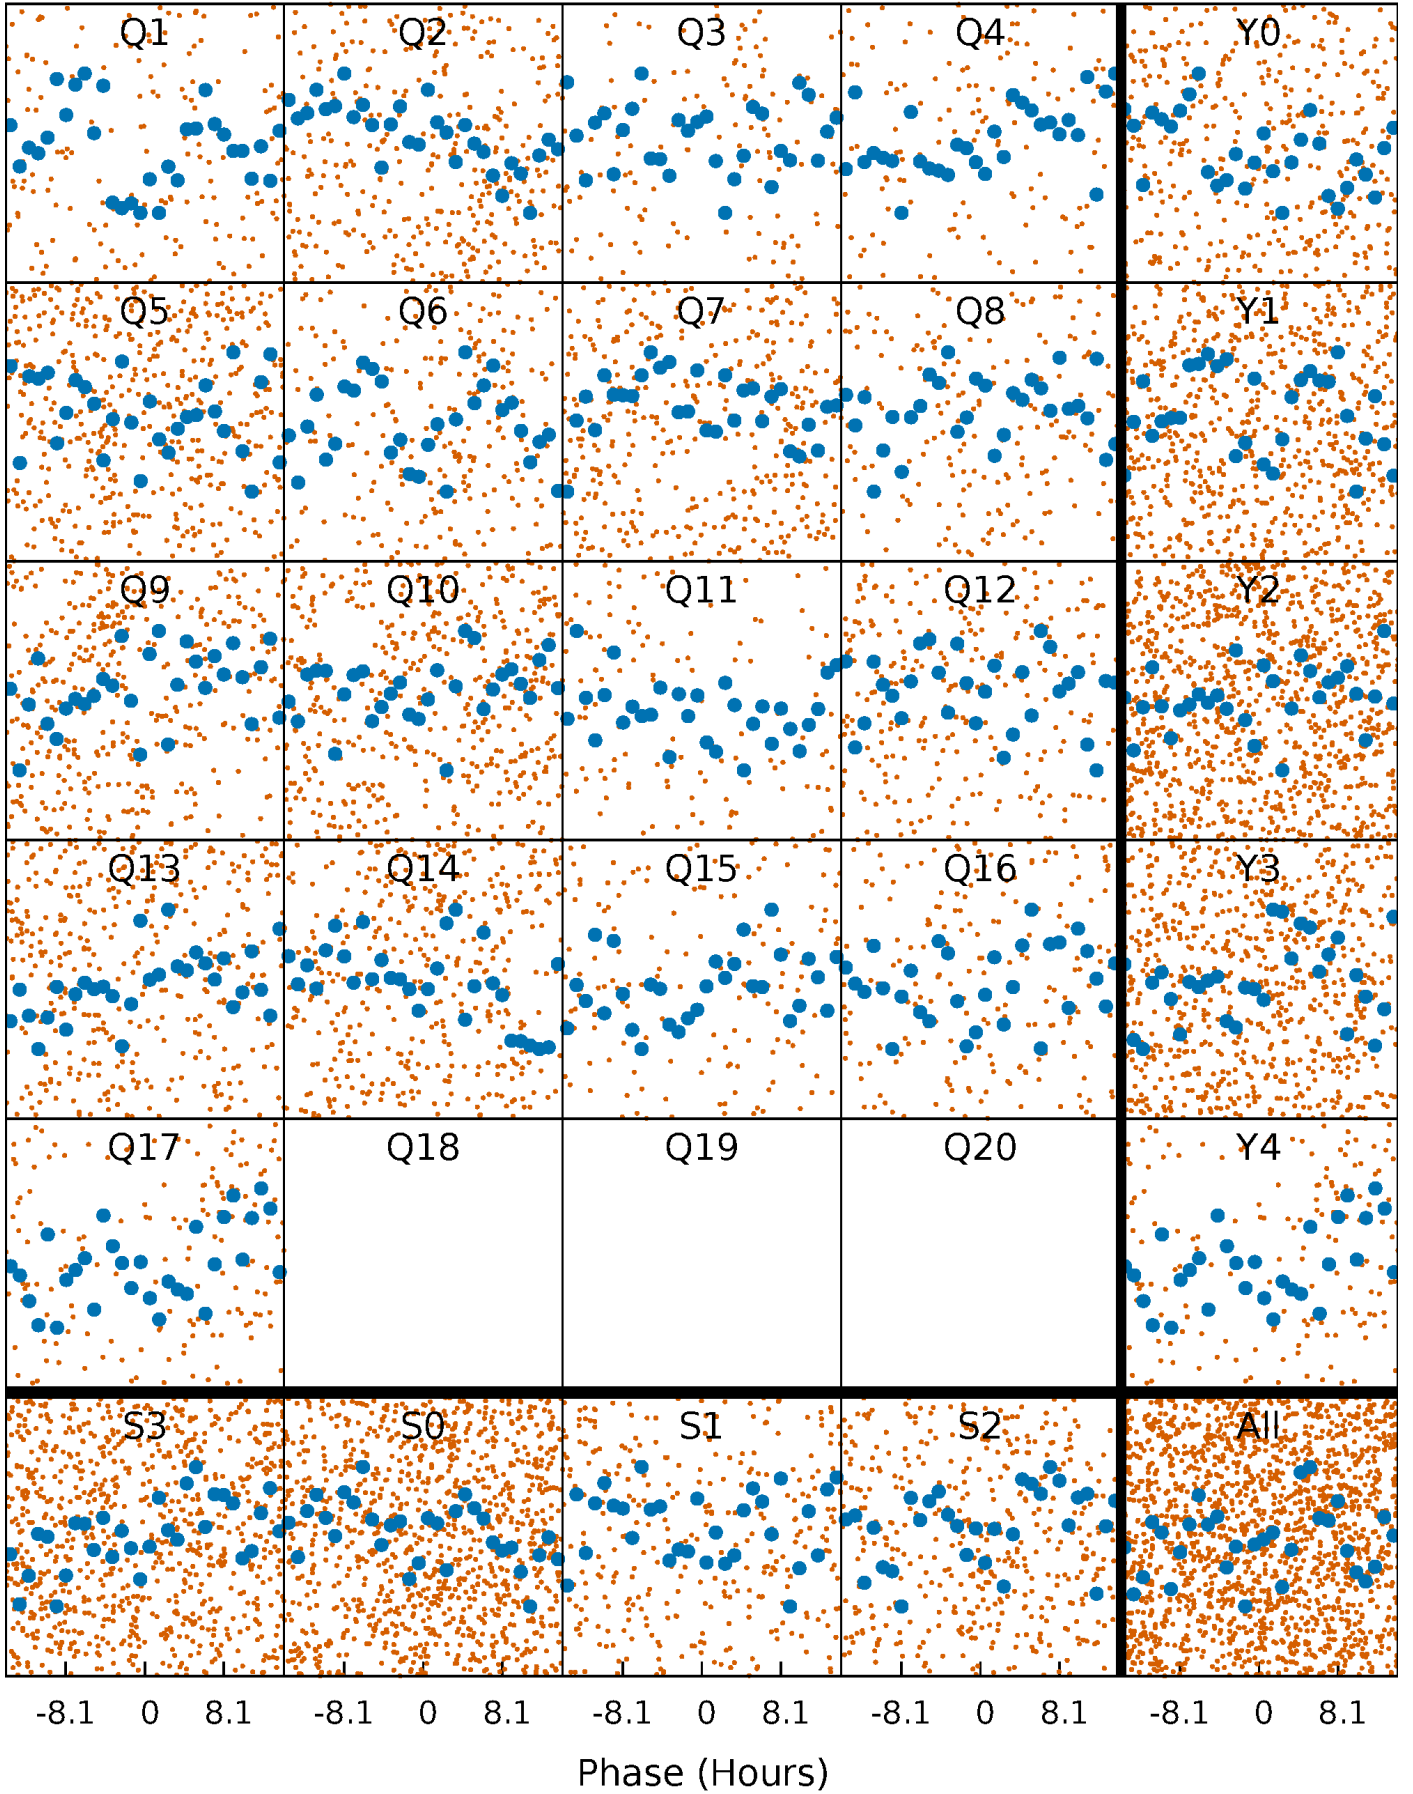 Q1 Q2 Q3 Q4 Y0
Q5 Q6 Q7 Q8 Y1
Q9 Q10 Q11 Q12 Y2
Q13 Q14 Q15 Q16 Y3
Q17 Q18 Q19 Q20 Y4
S3 S0 S1 S2 All
-8.1 0 8.1 -8.1 0 8.1 -8.1 0 8.1 -8.1 0 8.1 -8.1 0 8.1
Phase (Hours)